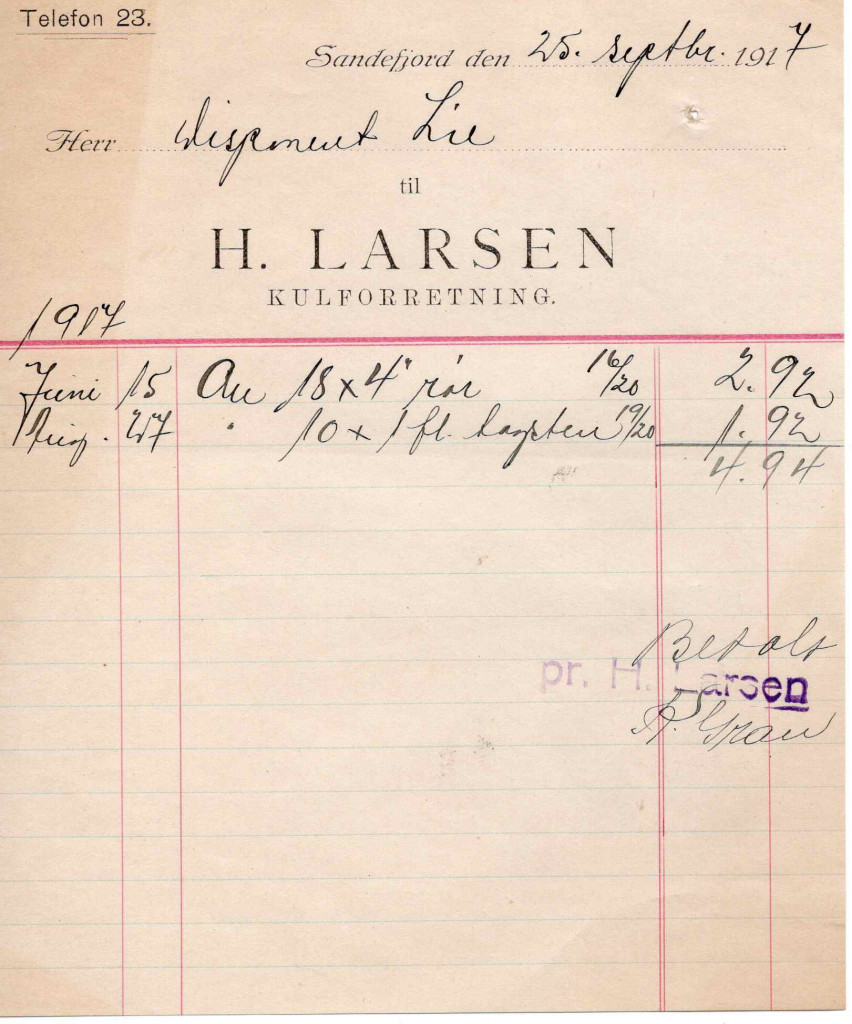 Telefon 23.
Sandefjord den 25. septbr. 1917
Herr Disponent Lie
til
H. LARSEN
KULFORRETNING.
1917
Juni 15 An 18 x 4" rør 16/20 2.92
Aug. 27 " 10 x 1 fl. tagsten 19/20 1.92
4.94
Betalt
pr. H. Larsen
Grau